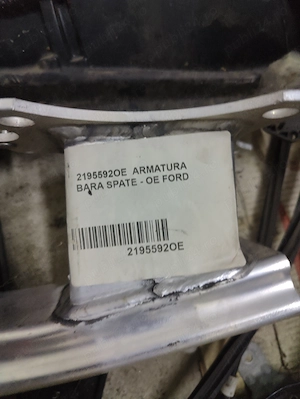 2195592OE ARMATURA
BARA SPATE - OE FORD
2195592OE